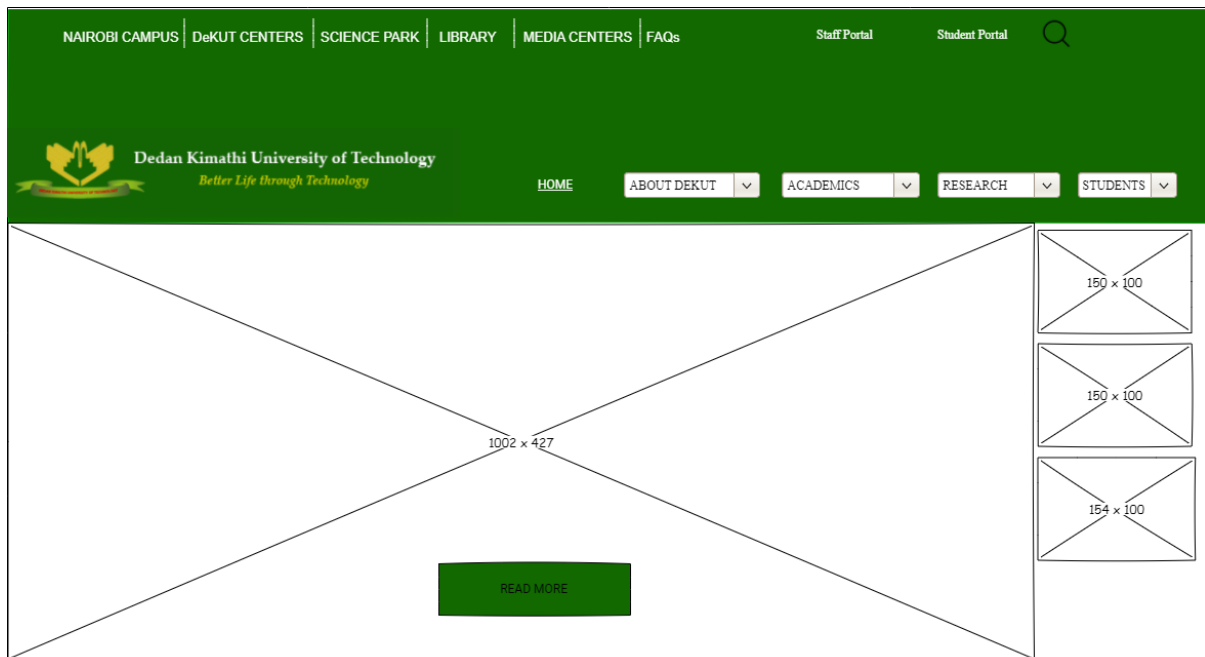 NAIROBI CAMPUS DeKUT CENTERS SCIENCE PARK LIBRARY MEDIA CENTERS FAQs Staff Portal Student Portal
Dedan Kimathi University of Technology
Better Life through Technology
HOME ABOUT DEKUT ACADEMICS RESEARCH STUDENTS
150 x 100
150 x 100
1002 x 427
154 x 100
READ MORE